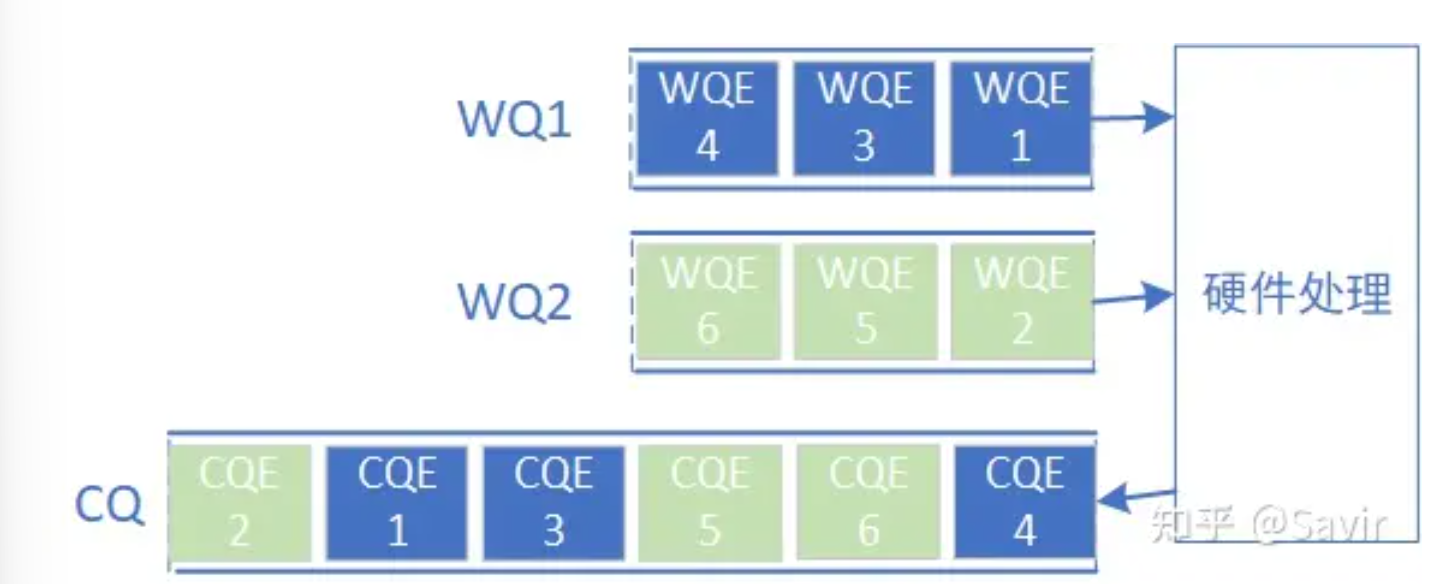 WQ1
WQE 4
WQE 3
WQE 1
WQ2
WQE 6
WQE 5
WQE 2
硬件处理
CQ
CQE 2
CQE 1
CQE 3
CQE 5
CQE 6
CQE 4
知乎 @Savir